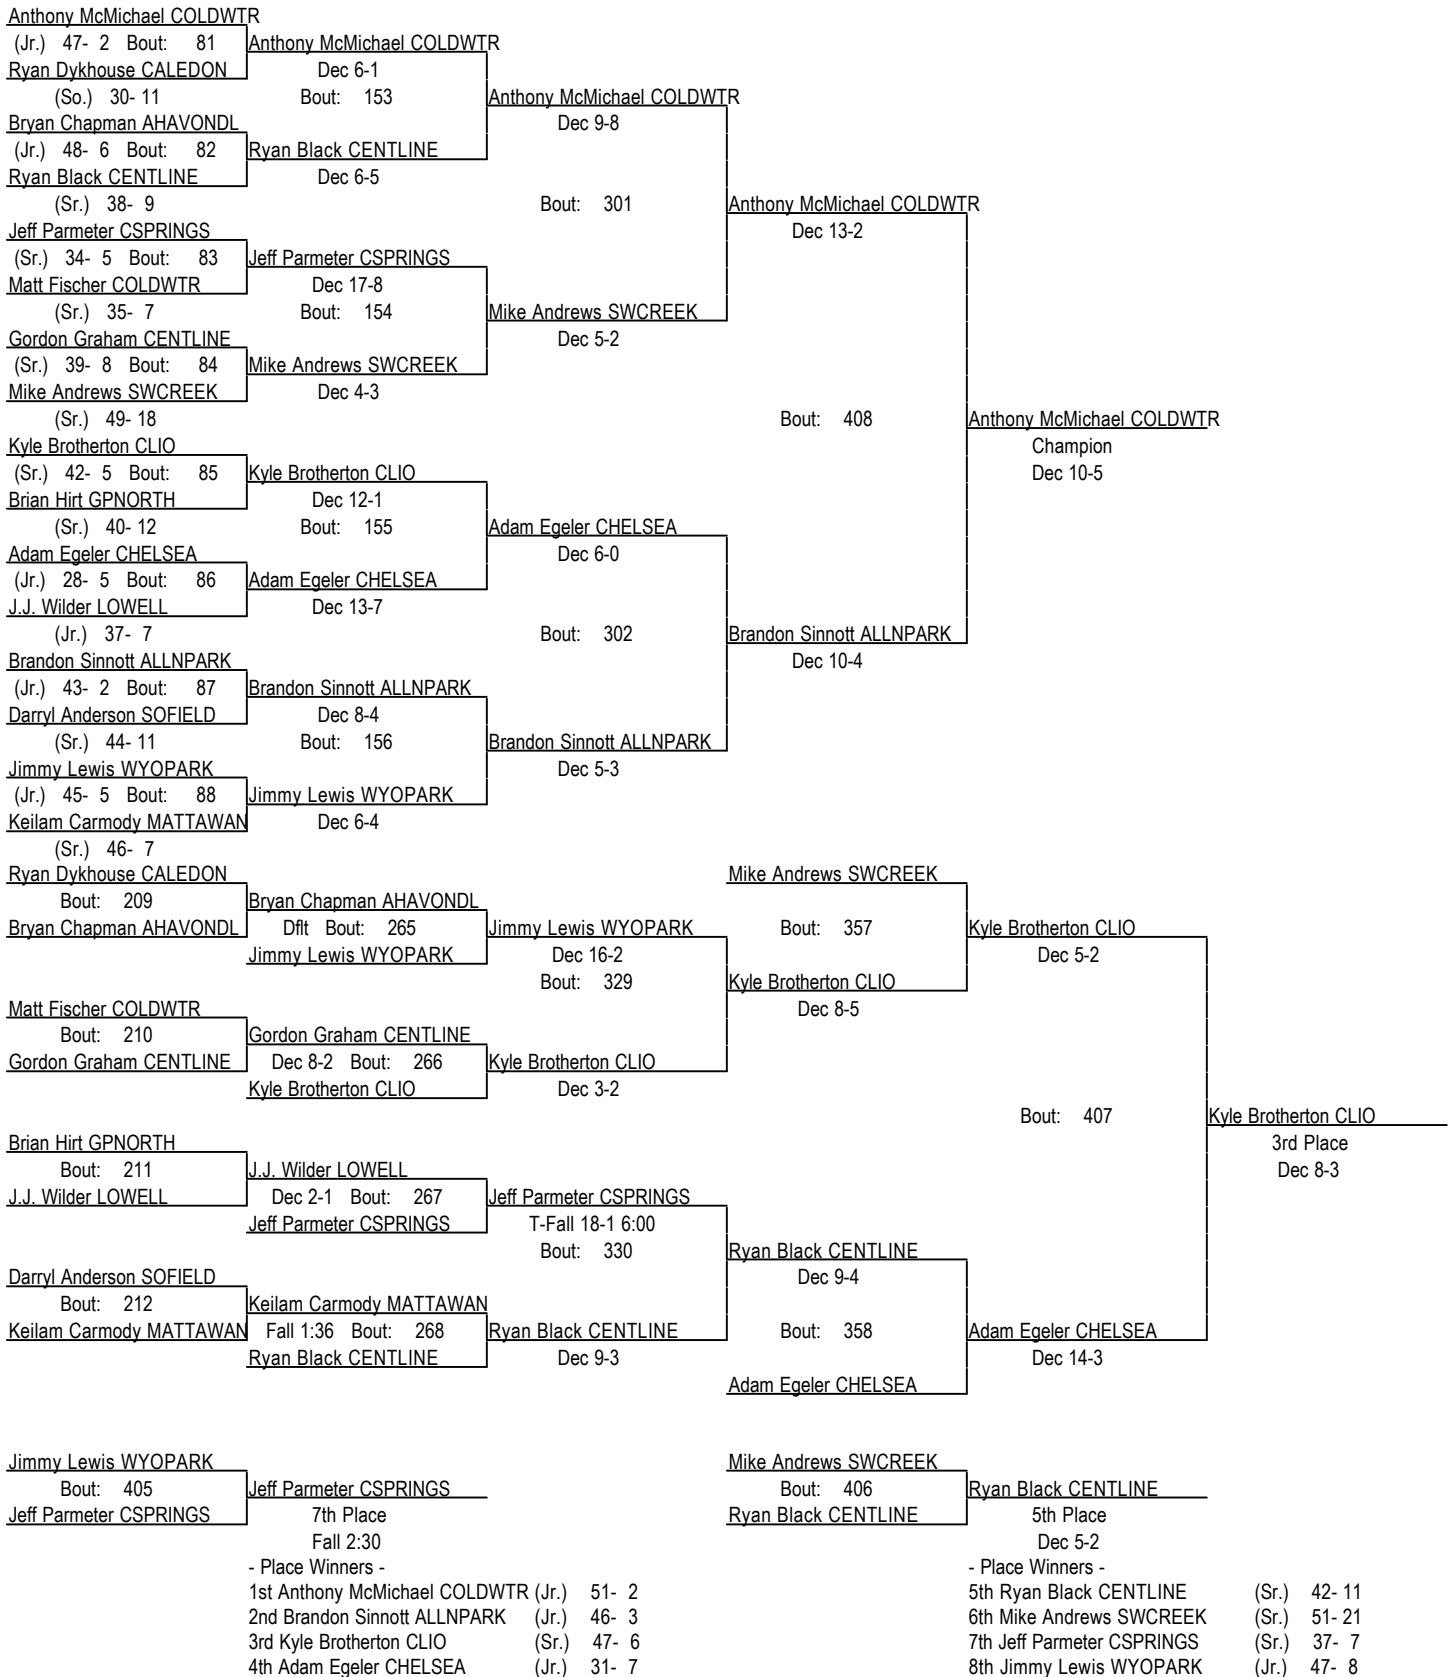 Anthony McMichael COLDWTR
(Jr.) 47- 2 Bout: 81 Anthony McMichael COLDWTR
Ryan Dykhouse CALEDON Dec 6-1
(So.) 30- 11 Bout: 153 Anthony McMichael COLDWTR
Bryan Chapman AHAVONDL Dec 9-8
(Jr.) 48- 6 Bout: 82 Ryan Black CENTLINE
Ryan Black CENTLINE Dec 6-5
(Sr.) 38- 9 Bout: 301 Anthony McMichael COLDWTR
Jeff Parmeter CSPRINGS Dec 13-2
(Sr.) 34- 5 Bout: 83 Jeff Parmeter CSPRINGS
Matt Fischer COLDWTR Dec 17-8
(Sr.) 35- 7 Bout: 154 Mike Andrews SWCREEK
Gordon Graham CENTLINE Dec 5-2
(Sr.) 39- 8 Bout: 84 Mike Andrews SWCREEK
Mike Andrews SWCREEK Dec 4-3
(Sr.) 49- 18 Bout: 408 Anthony McMichael COLDWTR
Kyle Brotherton CLIO Champion
(Sr.) 42- 5 Bout: 85 Kyle Brotherton CLIO Dec 10-5
Brian Hirt GPNORTH Dec 12-1
(Sr.) 40- 12 Bout: 155 Adam Egeler CHELSEA
Adam Egeler CHELSEA Dec 6-0
(Jr.) 28- 5 Bout: 86 Adam Egeler CHELSEA
J.J. Wilder LOWELL Dec 13-7
(Jr.) 37- 7 Bout: 302 Brandon Sinnott ALLNPARK
Brandon Sinnott ALLNPARK Dec 10-4
(Jr.) 43- 2 Bout: 87 Brandon Sinnott ALLNPARK
Darryl Anderson SOFIELD Dec 8-4
(Sr.) 44- 11 Bout: 156 Brandon Sinnott ALLNPARK
Jimmy Lewis WYOPARK Dec 5-3
(Jr.) 45- 5 Bout: 88 Jimmy Lewis WYOPARK
Keilam Carmody MATTAWAN Dec 6-4
(Sr.) 46- 7
Ryan Dykhouse CALEDON Mike Andrews SWCREEK
Bout: 209 Bryan Chapman AHAVONDL
Bryan Chapman AHAVONDL Dflt Bout: 265 Jimmy Lewis WYOPARK Bout: 357 Kyle Brotherton CLIO
Jimmy Lewis WYOPARK Dec 16-2 Dec 5-2
Bout: 329 Kyle Brotherton CLIO
Matt Fischer COLDWTR Dec 8-5
Bout: 210 Gordon Graham CENTLINE
Gordon Graham CENTLINE Dec 8-2 Bout: 266 Kyle Brotherton CLIO
Kyle Brotherton CLIO Dec 3-2
Bout: 407 Kyle Brotherton CLIO
Brian Hirt GPNORTH 3rd Place
Bout: 211 J.J. Wilder LOWELL Dec 8-3
J.J. Wilder LOWELL Dec 2-1 Bout: 267 Jeff Parmeter CSPRINGS
Jeff Parmeter CSPRINGS T-Fall 18-1 6:00
Bout: 330 Ryan Black CENTLINE
Darryl Anderson SOFIELD Dec 9-4
Bout: 212 Keilam Carmody MATTAWAN
Keilam Carmody MATTAWAN Fall 1:36 Bout: 268 Ryan Black CENTLINE Bout: 358 Adam Egeler CHELSEA
Ryan Black CENTLINE Dec 9-3 Dec 14-3
Adam Egeler CHELSEA
Jimmy Lewis WYOPARK Mike Andrews SWCREEK
Bout: 405 Jeff Parmeter CSPRINGS Bout: 406 Ryan Black CENTLINE
Jeff Parmeter CSPRINGS 7th Place Ryan Black CENTLINE 5th Place
Fall 2:30 Dec 5-2
- Place Winners - - Place Winners -
1st Anthony McMichael COLDWTR (Jr.) 51- 2 5th Ryan Black CENTLINE (Sr.) 42- 11
2nd Brandon Sinnott ALLNPARK (Jr.) 46- 3 6th Mike Andrews SWCREEK (Sr.) 51- 21
3rd Kyle Brotherton CLIO (Sr.) 47- 6 7th Jeff Parmeter CSPRINGS (Sr.) 37- 7
4th Adam Egeler CHELSEA (Jr.) 31- 7 8th Jimmy Lewis WYOPARK (Jr.) 47- 8